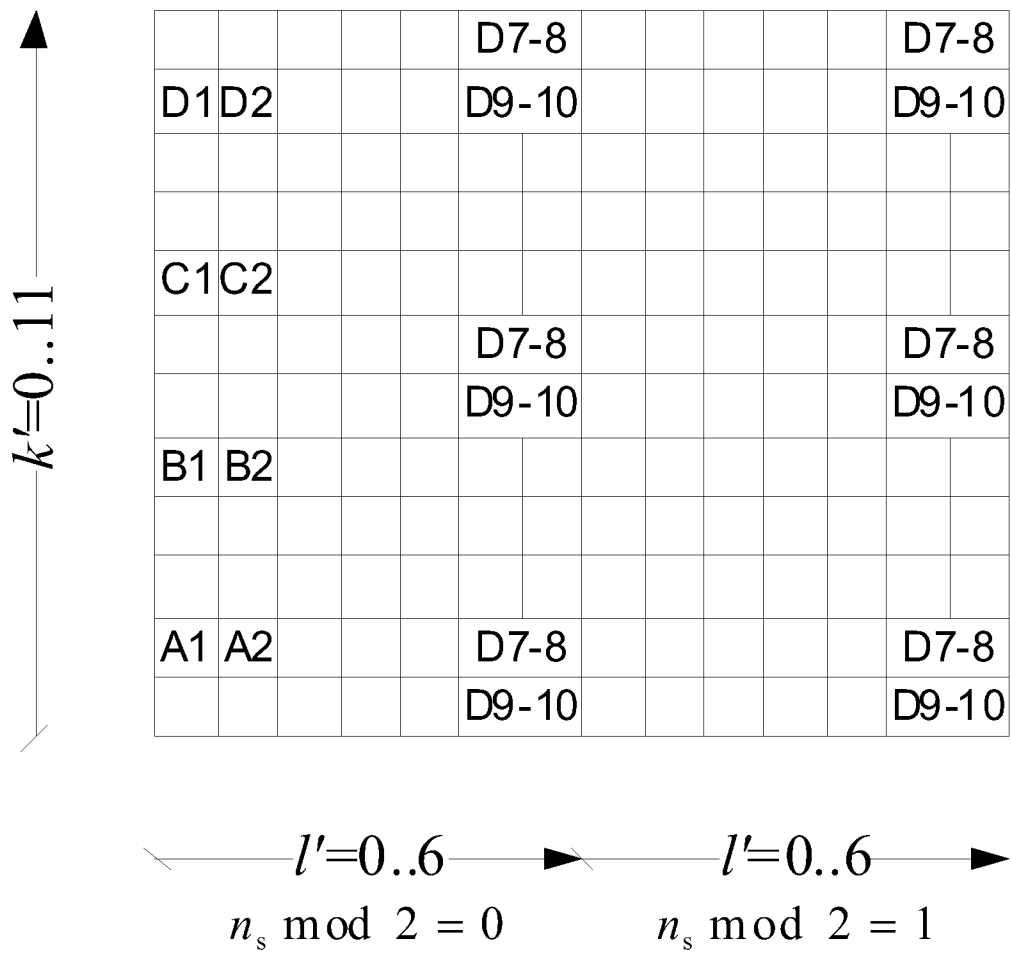 D7-8 D7-8
D1 D2 D9-10 D9-10
C1 C2
D7-8 D7-8
D9-10 D9-10
B1 B2
A1 A2 D7-8 D7-8
D9-10 D9-10
k'=0..11
l'=0..6 l'=0..6
ns mod 2 = 0 ns mod 2 = 1